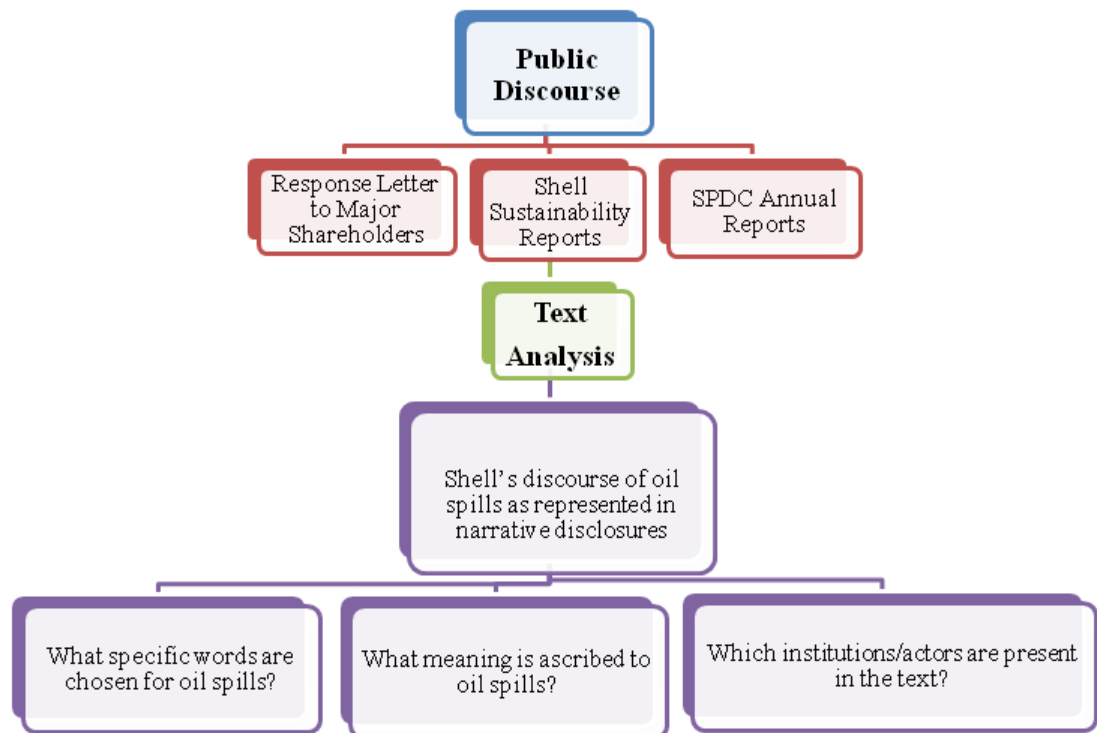 Public
Discourse
Response Letter
to Major
Shareholders
Shell
Sustainability
Reports
SPDC Annual
Reports
Text
Analysis
Shell’s discourse of oil
spills as represented in
narrative disclosures
What specific words are
chosen for oil spills?
What meaning is ascribed to
oil spills?
Which institutions/actors are present
in the text?